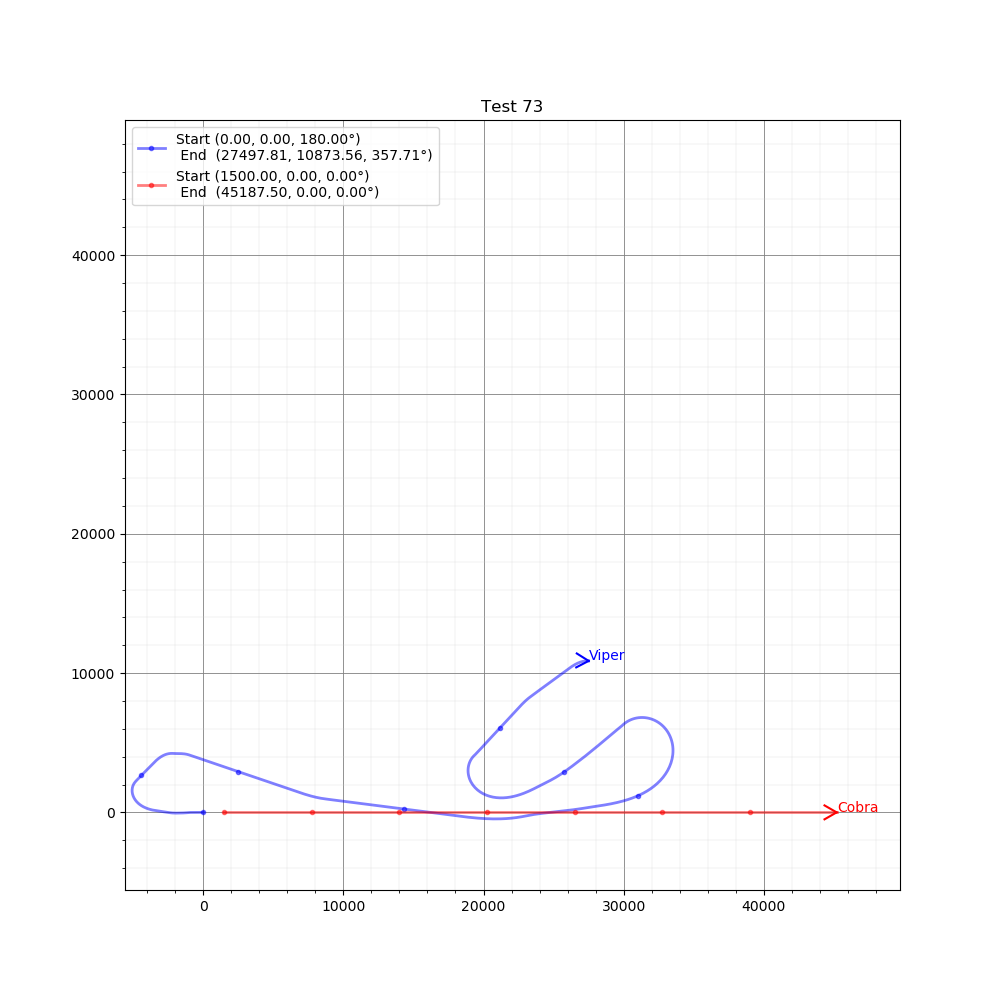 Test 73
Start (0.00, 0.00, 180.00°)
End  (27497.81, 10873.56, 357.71°)
Start (1500.00, 0.00, 0.00°)
End  (45187.50, 0.00, 0.00°)
40000
30000
20000
10000
0
Viper
Cobra
0
10000
20000
30000
40000